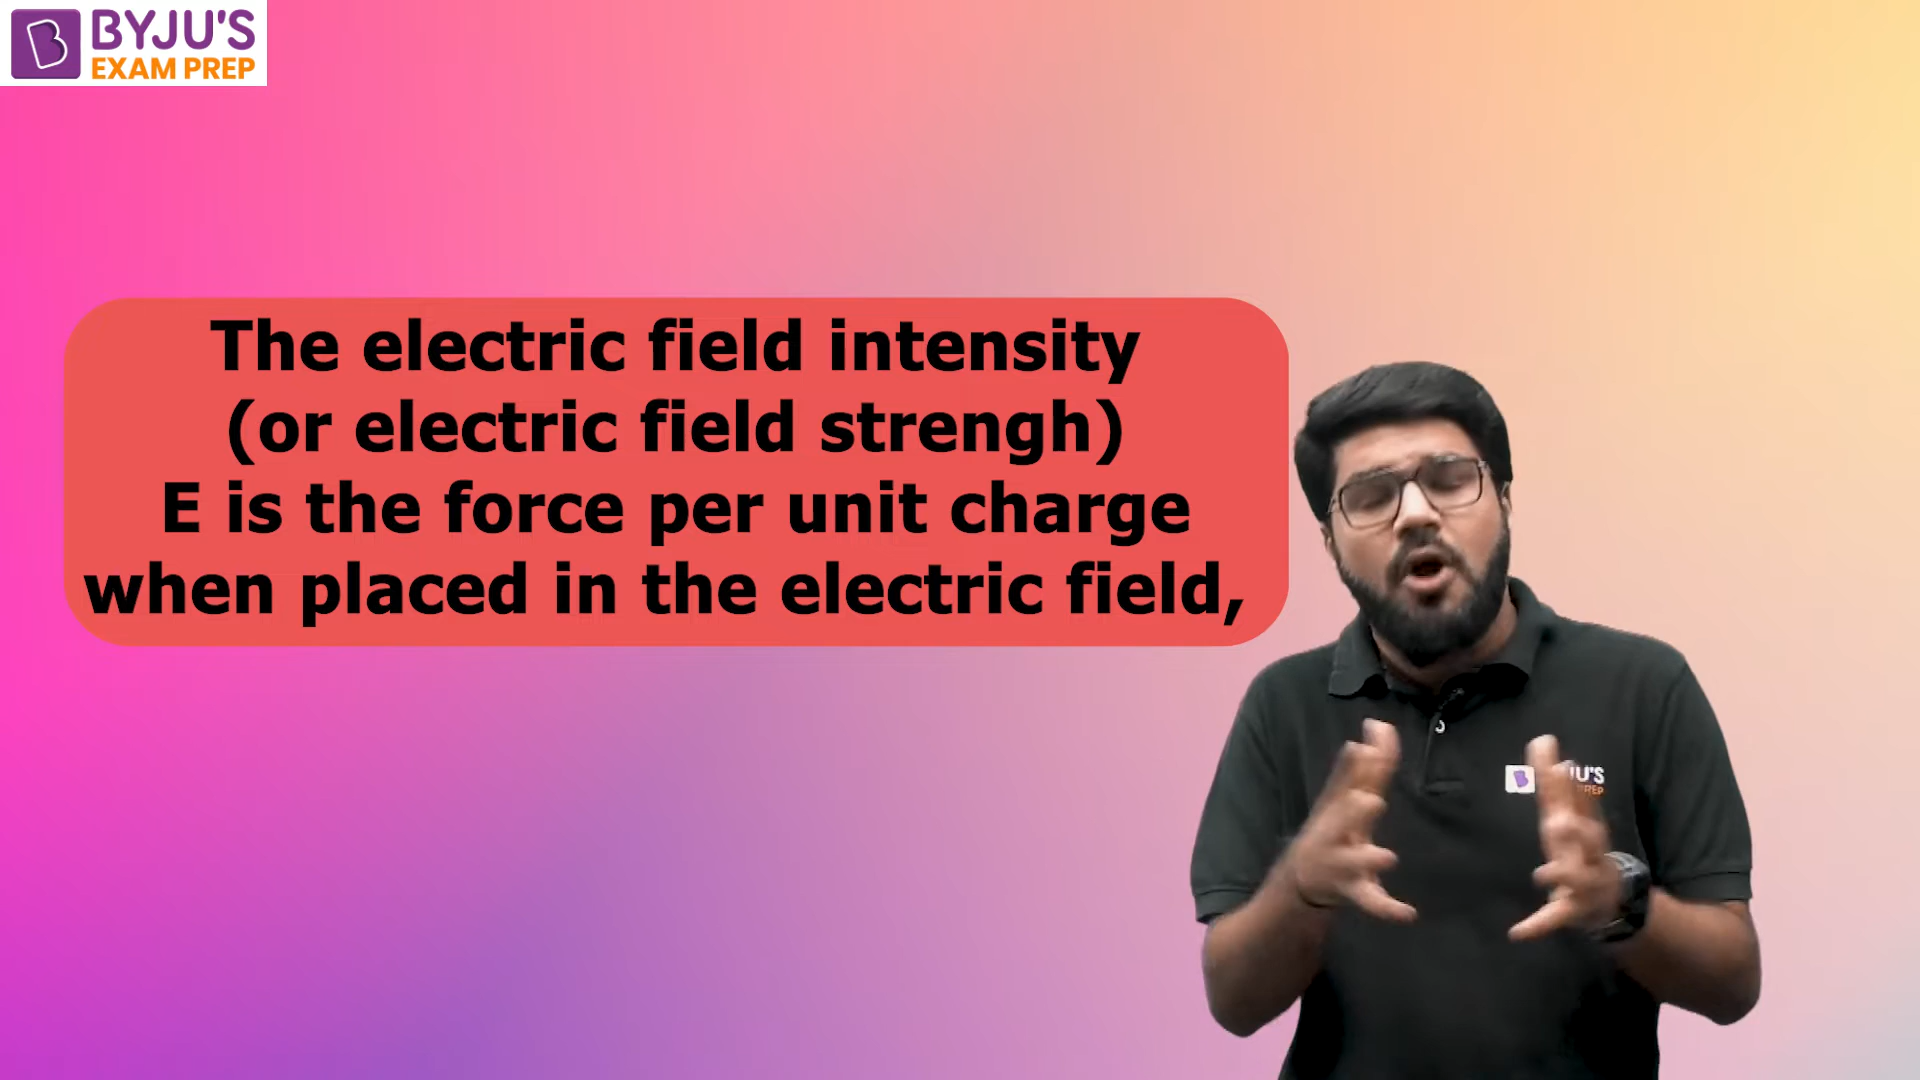 BYJU'S
EXAM PREP
The electric field intensity
(or electric field strengh)
E is the force per unit charge
when placed in the electric field,